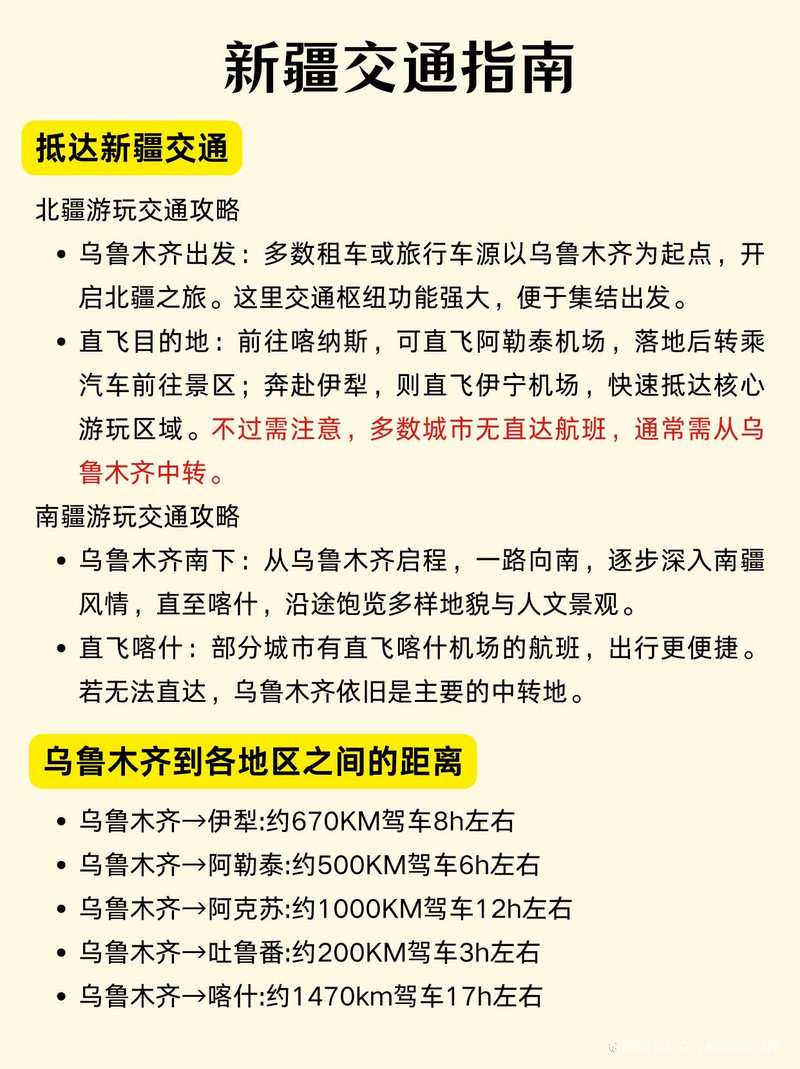 新疆交通指南
抵达新疆交通
北疆游玩交通攻略
• 乌鲁木齐出发：多数租车或旅行车源以乌鲁木齐为起点，开
启北疆之旅。这里交通枢纽功能强大，便于集结出发。
• 直飞目的地：前往喀纳斯，可直飞阿勒泰机场，落地后转乘
汽车前往景区；奔赴伊犁，则直飞伊宁机场，快速抵达核心
游玩区域。不过需注意，多数城市无直达航班，通常需从乌
鲁木齐中转。
南疆游玩交通攻略
• 乌鲁木齐南下：从乌鲁木齐启程，一路向南，逐步深入南疆
风情，直至喀什，沿途饱览多样地貌与人文景观。
• 直飞喀什：部分城市有直飞喀什机场的航班，出行更便捷。
若无法直达，乌鲁木齐依旧是主要的中转地。
乌鲁木齐到各地区之间的距离
• 乌鲁木齐→伊犁:约670KM驾车8h左右
• 乌鲁木齐→阿勒泰:约500KM驾车6h左右
• 乌鲁木齐→阿克苏:约1000KM驾车12h左右
• 乌鲁木齐→吐鲁番:约200KM驾车3h左右
• 乌鲁木齐→喀什:约1470km驾车17h左右